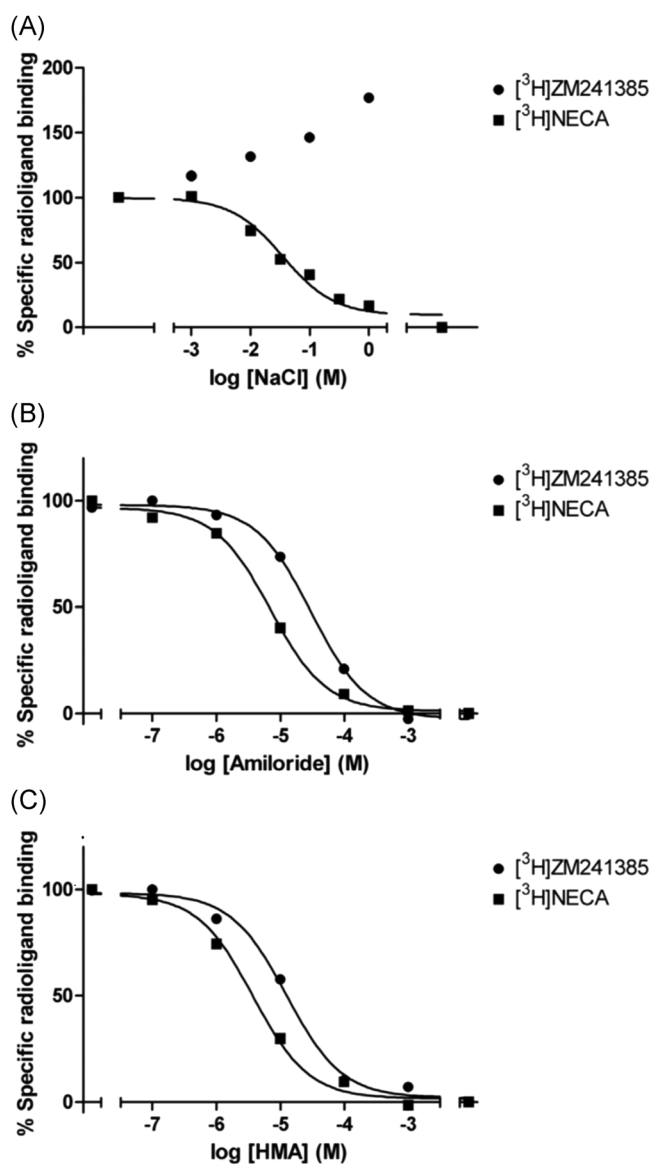 (A)
% Specific radioligand binding
200
150
100
50
0
-3 -2 -1 0
log [NaCl] (M)
[³H]ZM241385
[³H]NECA
(B)
% Specific radioligand binding
100
50
0
-7 -6 -5 -4 -3
log [Amiloride] (M)
[³H]ZM241385
[³H]NECA
(C)
% Specific radioligand binding
100
50
0
-7 -6 -5 -4 -3
log [HMA] (M)
[³H]ZM241385
[³H]NECA